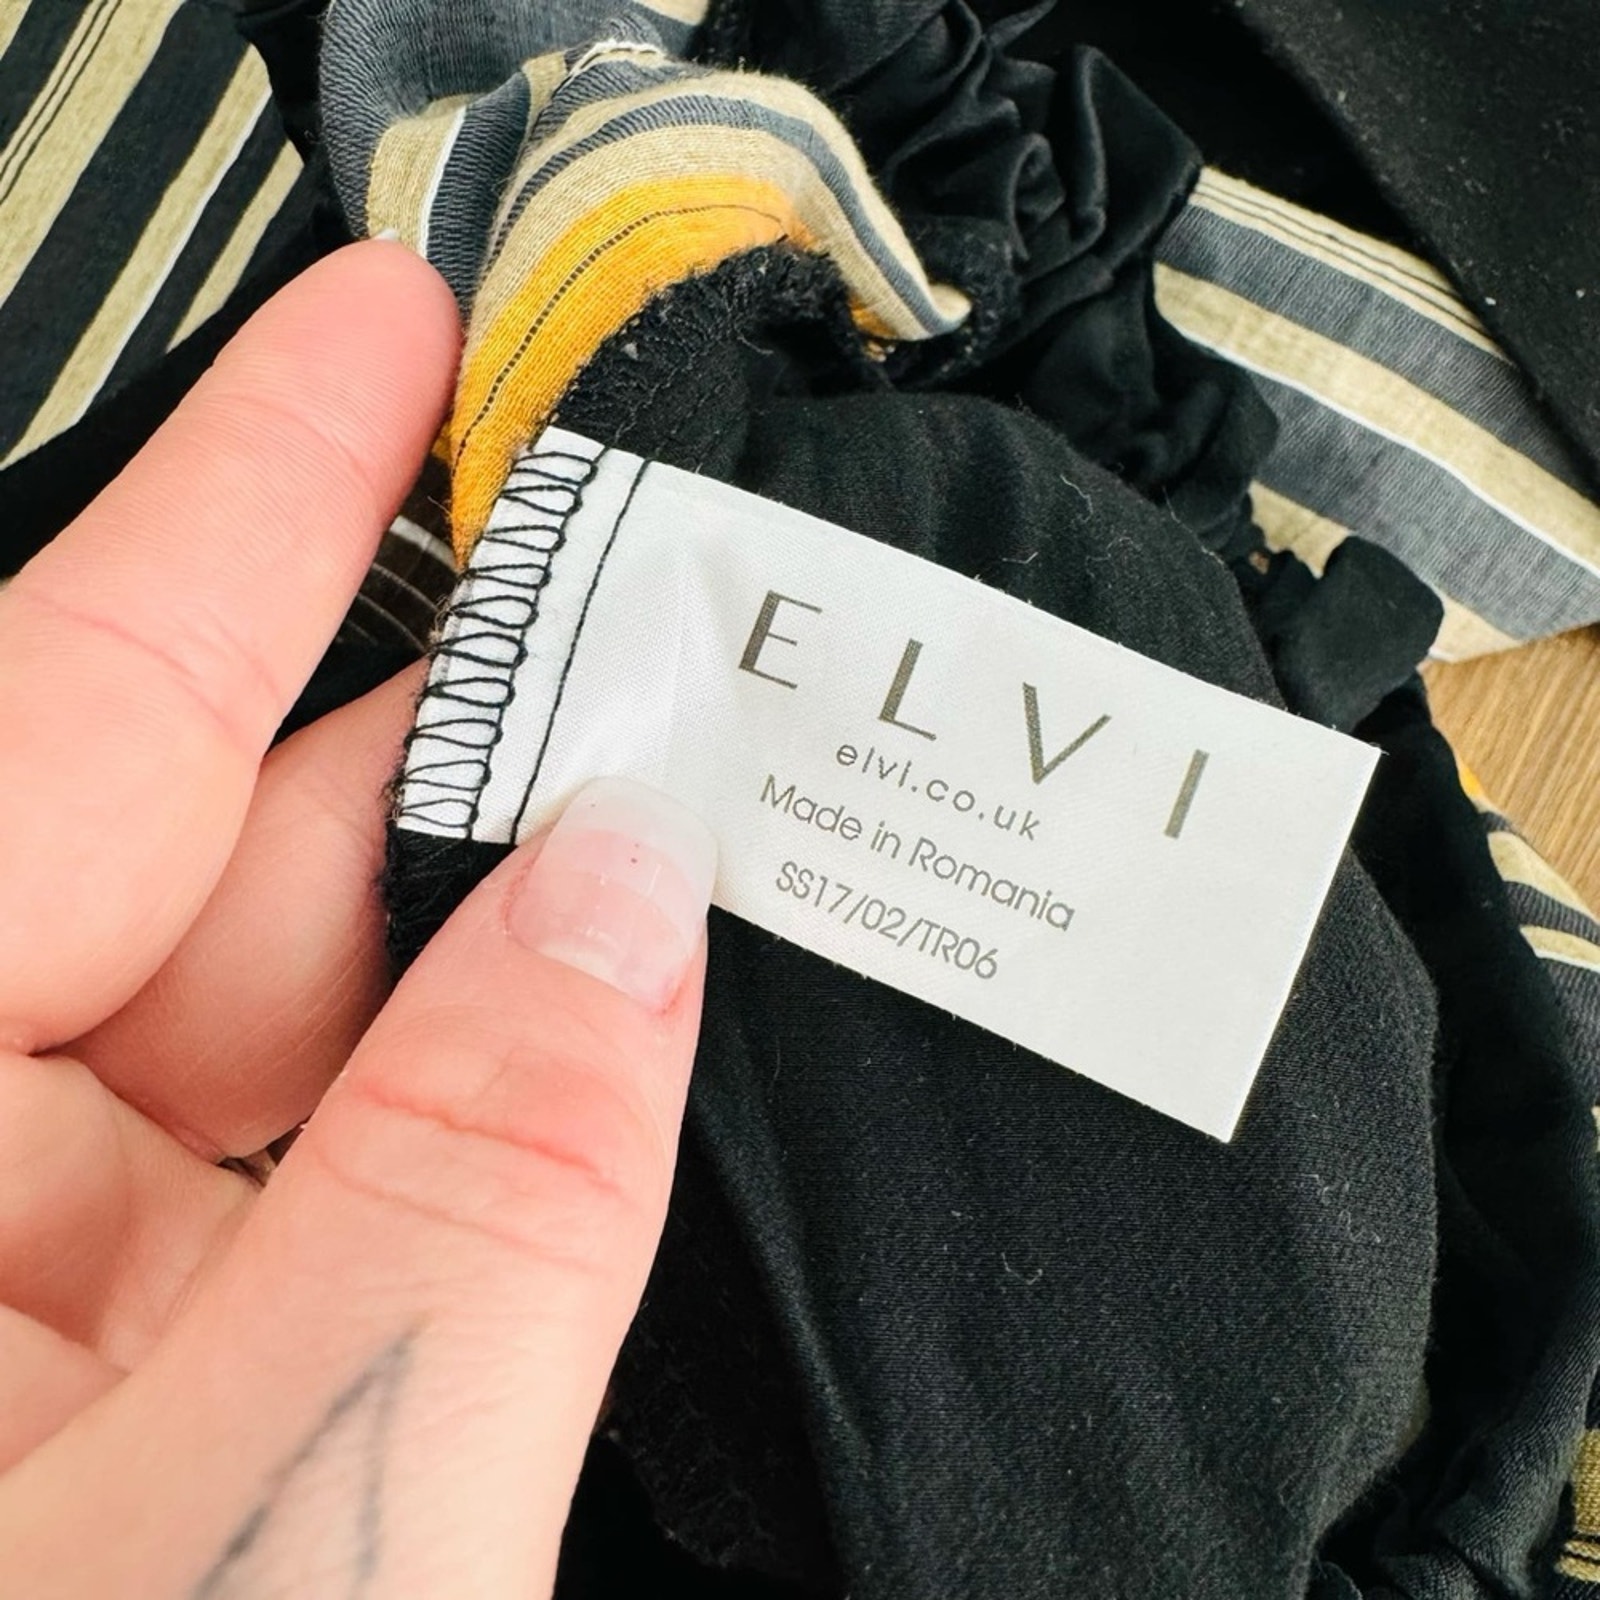 ELVI
elvi.co.uk
Made in Romania
SS17/02/TR06